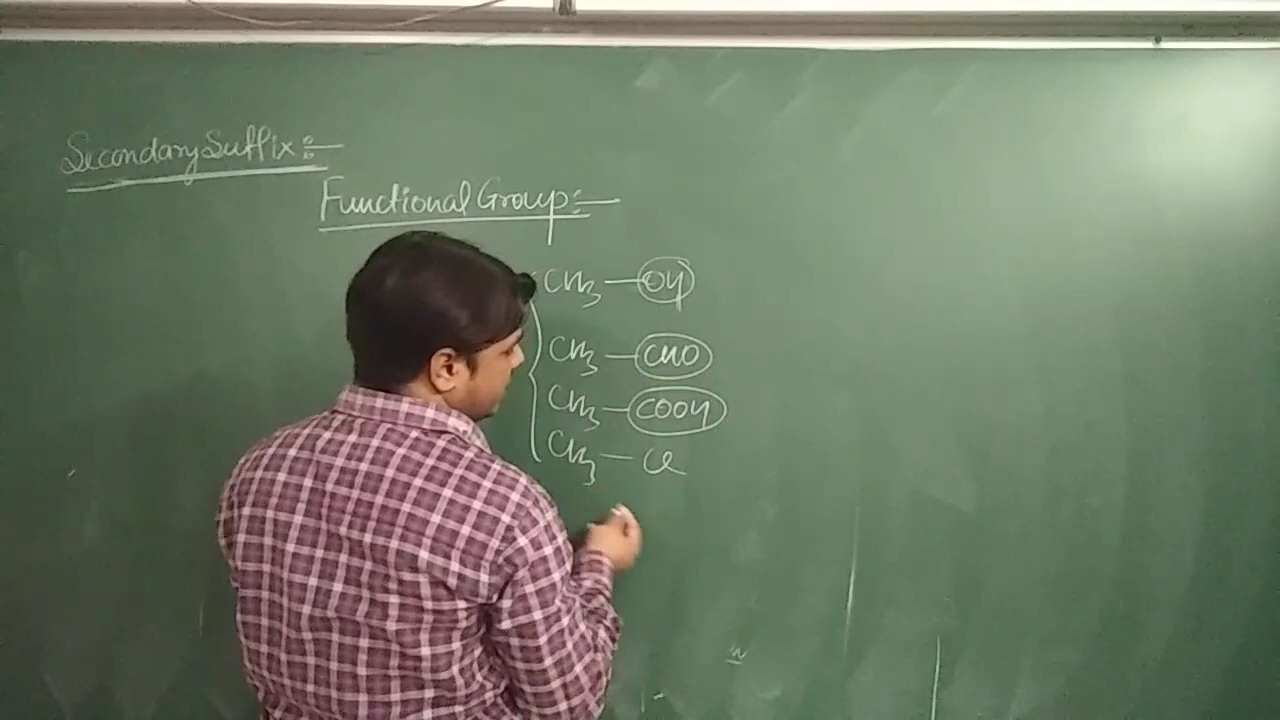 Secondary Suffix :-
Functional Group :-
CH3 - OH
CH3 - CHO
CH3 - COOH
CH3 - Cl